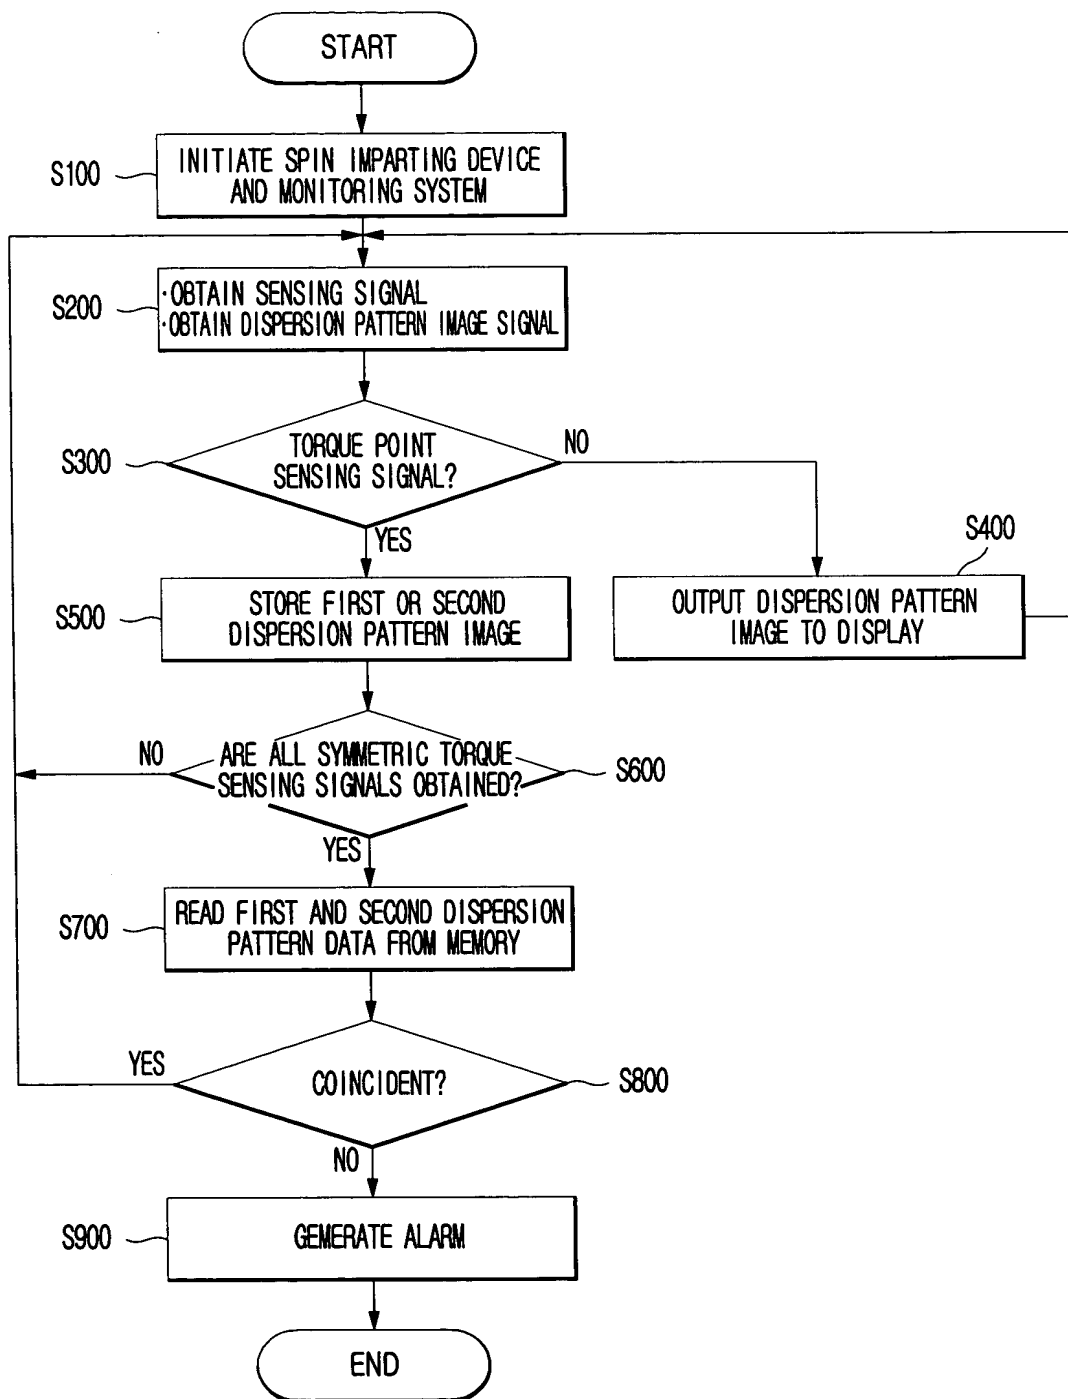 START
S100
INITIATE SPIN IMPARTING DEVICE
AND MONITORING SYSTEM
S200
·OBTAIN SENSING SIGNAL
·OBTAIN DISPERSION PATTERN IMAGE SIGNAL
S300
TORQUE POINT
SENSING SIGNAL?
NO
YES
S400
OUTPUT DISPERSION PATTERN
IMAGE TO DISPLAY
S500
STORE FIRST OR SECOND
DISPERSION PATTERN IMAGE
NO
ARE ALL SYMMETRIC TORQUE
SENSING SIGNALS OBTAINED?
S600
YES
S700
READ FIRST AND SECOND DISPERSION
PATTERN DATA FROM MEMORY
YES
COINCIDENT?
S800
NO
S900
GEMERATE ALARM
END